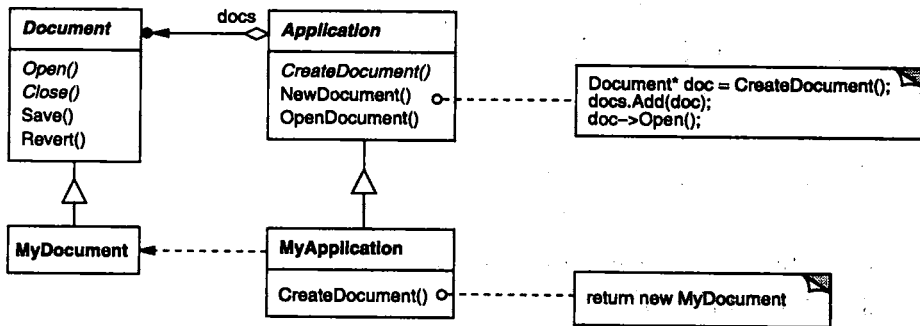 docs
Document
Open()
Close()
Save()
Revert()
Application
CreateDocument()
NewDocument()
OpenDocument()
Document* doc = CreateDocument();
docs.Add(doc);
doc–>Open();
MyDocument
MyApplication
CreateDocument()
return new MyDocument